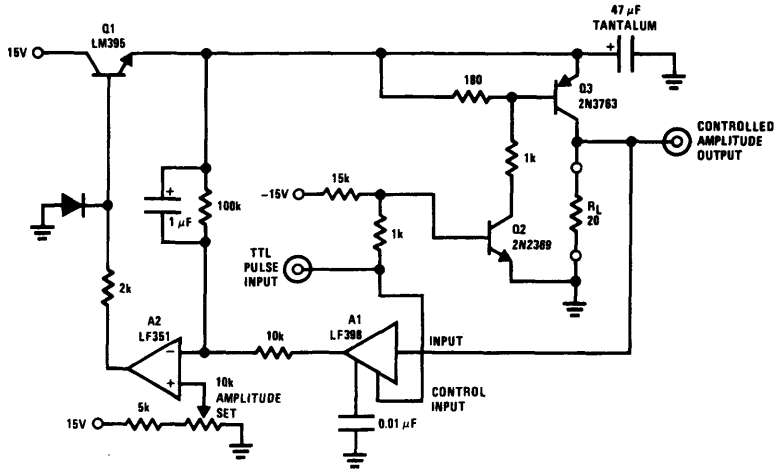 47 μF
TANTALUM
Q1
LM395
15V
+
180
Q3
2N3763
CONTROLLED
AMPLITUDE
OUTPUT
1k
-15V
15k
+
1 μF
100k
1k
Q2
2N2369
RL
20
TTL
PULSE
INPUT
2k
A2
LF351
A1
LF398
10k
INPUT
-
+
10k
AMPLITUDE
SET
CONTROL
INPUT
15V
5k
0.01 μF